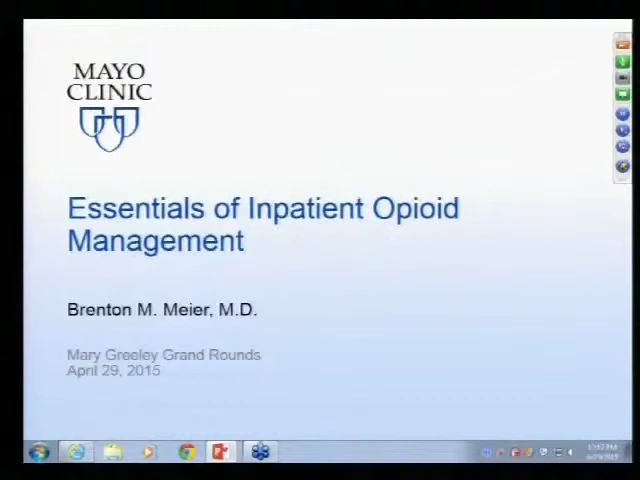 MAYO
CLINIC
Essentials of Inpatient Opioid
Management
Brenton M. Meier, M.D.
Mary Greeley Grand Rounds
April 29, 2015